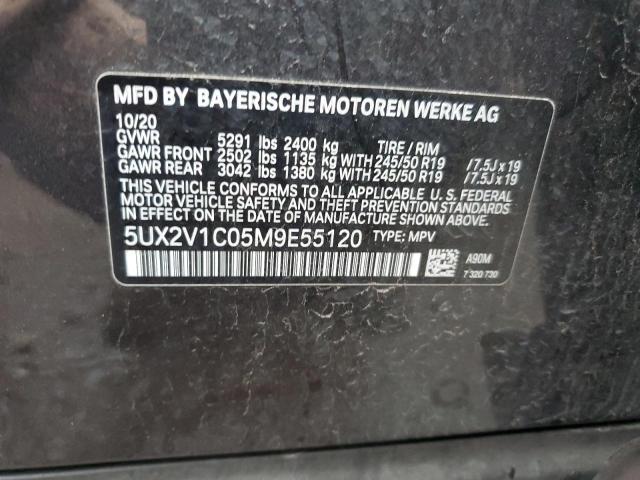 MFD BY BAYERISCHE MOTOREN WERKE AG
10/20
GVWR 5291 lbs 2400 kg TIRE / RIM
GAWR FRONT 2502 lbs 1135 kg WITH 245/50 R19 /7.5J x 19
GAWR REAR 3042 lbs 1380 kg WITH 245/50 R19 /7.5J x 19
THIS VEHICLE CONFORMS TO ALL APPLICABLE U. S. FEDERAL
MOTOR VEHICLE SAFETY AND THEFT PREVENTION
STANDARDS IN EFFECT ON THE DATE OF MANUFACTURE SHOWN ABOVE.
5UX2V1C05M9E55120 TYPE: MPV
A90M
7 320 730